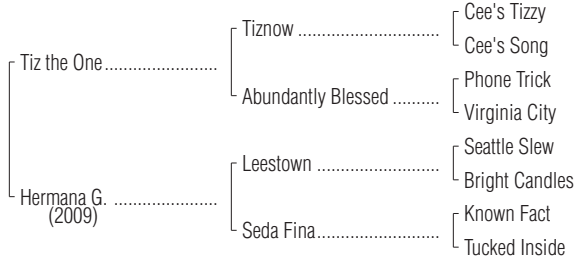 Cee's Tizzy
Tiznow
Cee's Song
Tiz the One
Phone Trick
Abundantly Blessed
Virginia City
Seattle Slew
Leestown
Bright Candles
Hermana G.
(2009)
Known Fact
Seda Fina
Tucked Inside